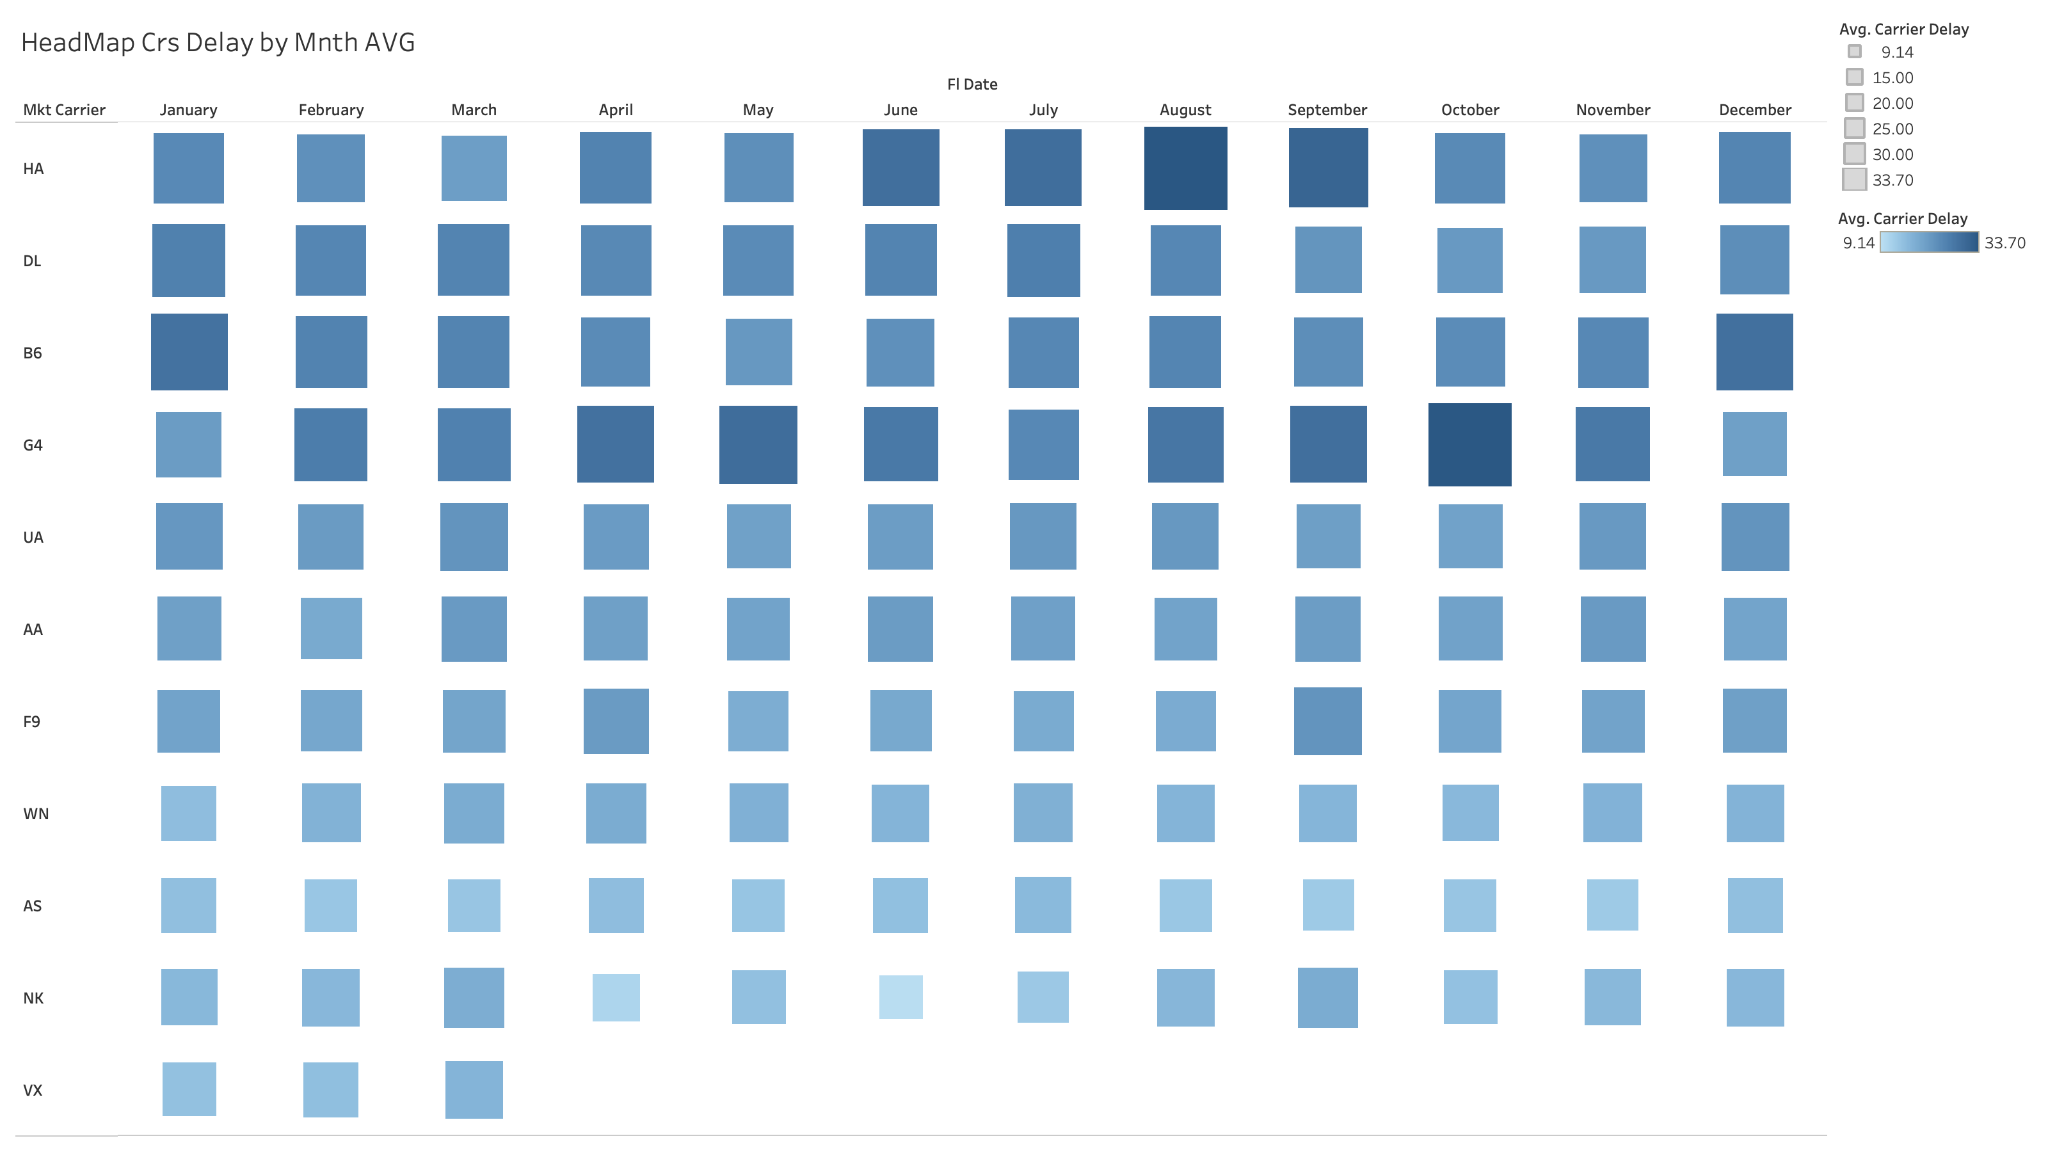 HeadMap Crs Delay by Mnth AVG
Fl Date
Mkt Carrier January February March April May June July August September October November December
HA
DL
B6
G4
UA
AA
F9
WN
AS
NK
VX
Avg. Carrier Delay
9.14
15.00
20.00
25.00
30.00
33.70
Avg. Carrier Delay
9.14 33.70